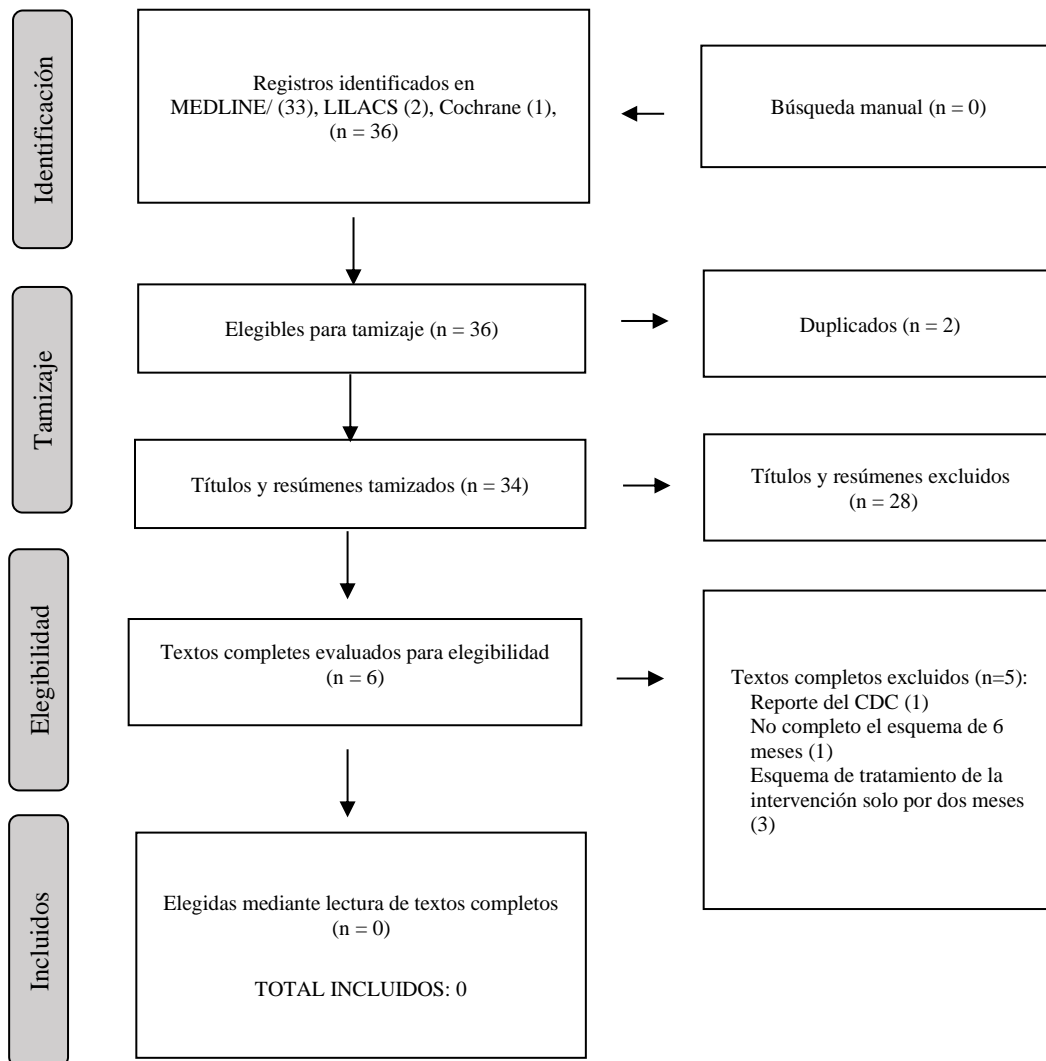 Identificación
Registros identificados en
MEDLINE/ (33), LILACS (2), Cochrane (1),
(n = 36)
Búsqueda manual (n = 0)
Tamizaje
Elegibles para tamizaje (n = 36)
Duplicados (n = 2)
Títulos y resúmenes tamizados (n = 34)
Títulos y resúmenes excluidos
(n = 28)
Elegibilidad
Textos completes evaluados para elegibilidad
(n = 6)
Textos completos excluidos (n=5):
Reporte del CDC (1)
No completo el esquema de 6
meses (1)
Esquema de tratamiento de la
intervención solo por dos meses
(3)
Incluidos
Elegidas mediante lectura de textos completos
(n = 0)
TOTAL INCLUIDOS: 0